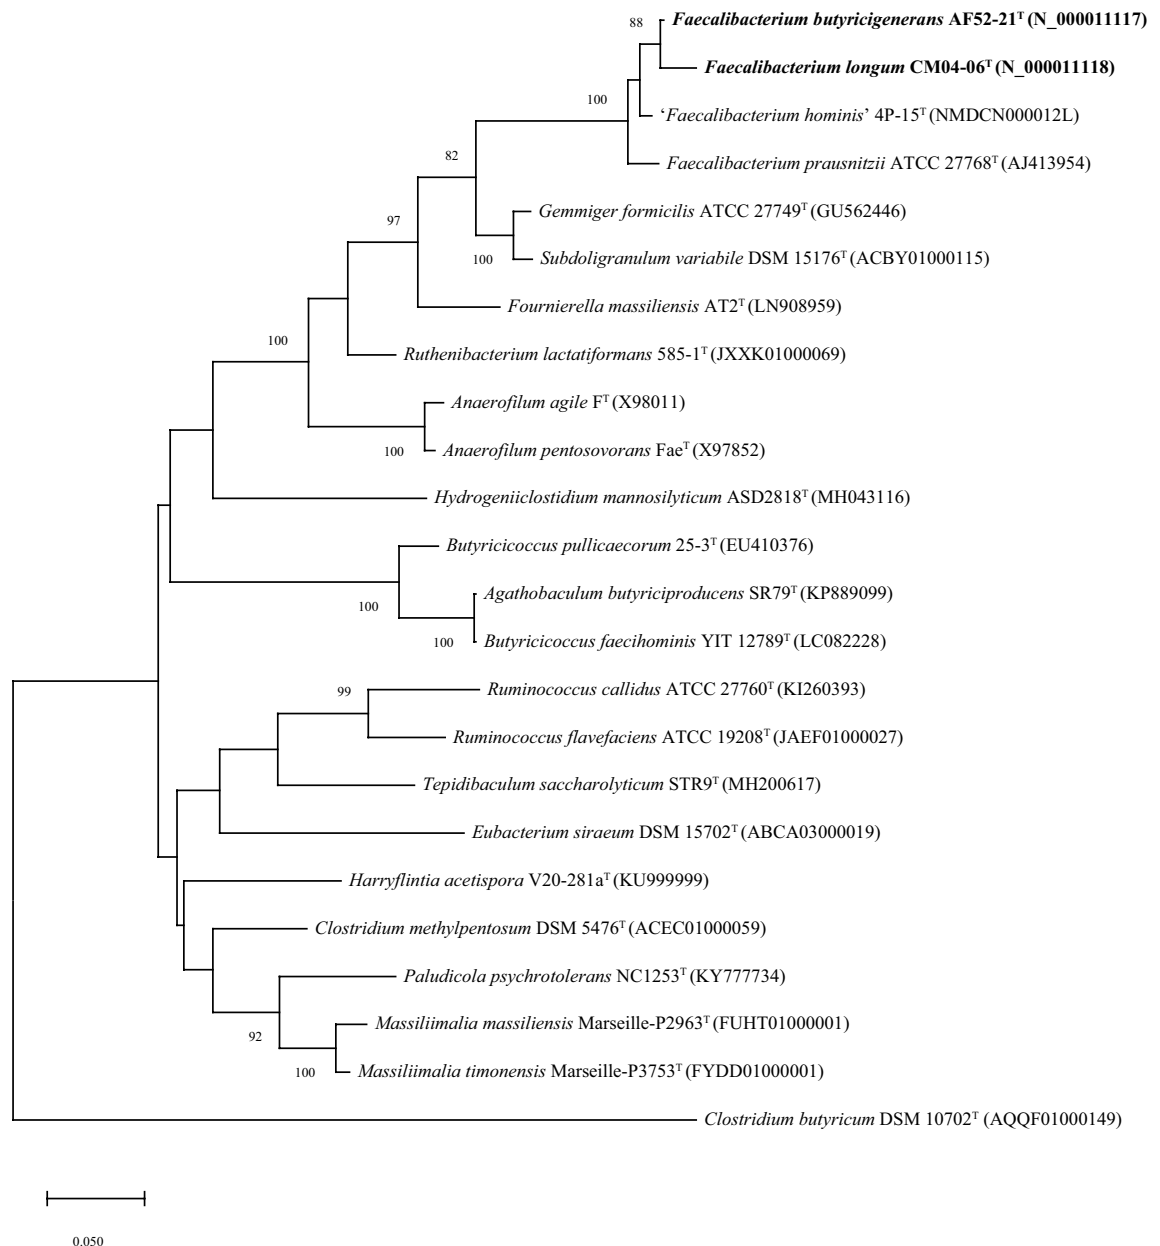 88
Faecalibacterium butyricigenerans AF52-21ᵀ (N_000011117)
Faecalibacterium longum CM04-06ᵀ (N_000011118)
100
‘Faecalibacterium hominis’ 4P-15ᵀ (NMDCN000012L)
82
Faecalibacterium prausnitzii ATCC 27768ᵀ (AJ413954)
97
Gemmiger formicilis ATCC 27749ᵀ (GU562446)
100
Subdoligranulum variabile DSM 15176ᵀ (ACBY01000115)
Fournierella massiliensis AT2ᵀ (LN908959)
100
Ruthenibacterium lactatiformans 585-1ᵀ (JXXK01000069)
Anaerofilum agile Fᵀ (X98011)
100
Anaerofilum pentosovorans Faeᵀ (X97852)
Hydrogeniiclostidium mannosilyticum ASD2818ᵀ (MH043116)
Butyricicoccus pullicaecorum 25-3ᵀ (EU410376)
Agathobaculum butyriciproducens SR79ᵀ (KP889099)
100
100
Butyricicoccus faecihominis YIT 12789ᵀ (LC082228)
99
Ruminococcus callidus ATCC 27760ᵀ (KI260393)
Ruminococcus flavefaciens ATCC 19208ᵀ (JAEF01000027)
Tepidibaculum saccharolyticum STR9ᵀ (MH200617)
Eubacterium siraeum DSM 15702ᵀ (ABCA03000019)
Harryflintia acetispora V20-281aᵀ (KU999999)
Clostridium methylpentosum DSM 5476ᵀ (ACEC01000059)
Paludicola psychrotolerans NC1253ᵀ (KY777734)
Massiliimalia massiliensis Marseille-P2963ᵀ (FUHT01000001)
92
100
Massiliimalia timonensis Marseille-P3753ᵀ (FYDD01000001)
Clostridium butyricum DSM 10702ᵀ (AQQF01000149)
0.050